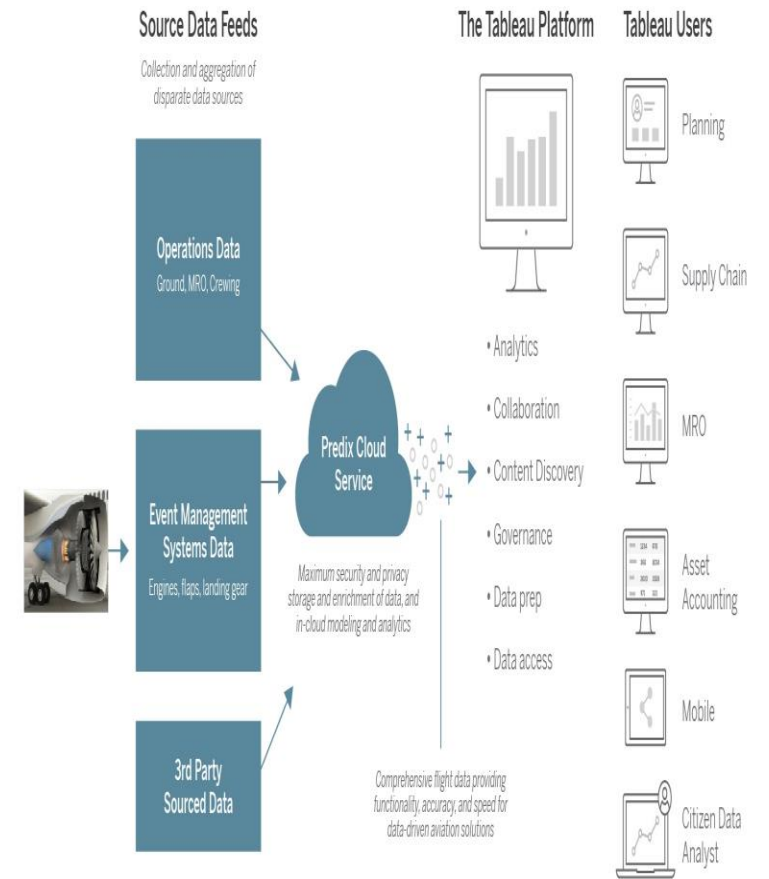 Source Data Feeds
Collection and aggregation of
disparate data sources
Operations Data
Ground, MRO, Crewing
Event Management
Systems Data
Engines, flaps, landing gear
3rd Party
Sourced Data
Predix Cloud
Service
Maximum security and privacy
storage and enrichment of data, and
in-cloud modeling and analytics
Comprehensive flight data providing
functionality, accuracy, and speed for
data-driven aviation solutions
The Tableau Platform
• Analytics
• Collaboration
• Content Discovery
• Governance
• Data prep
• Data access
Tableau Users
Planning
Supply Chain
MRO
Asset
Accounting
Mobile
Citizen Data
Analyst